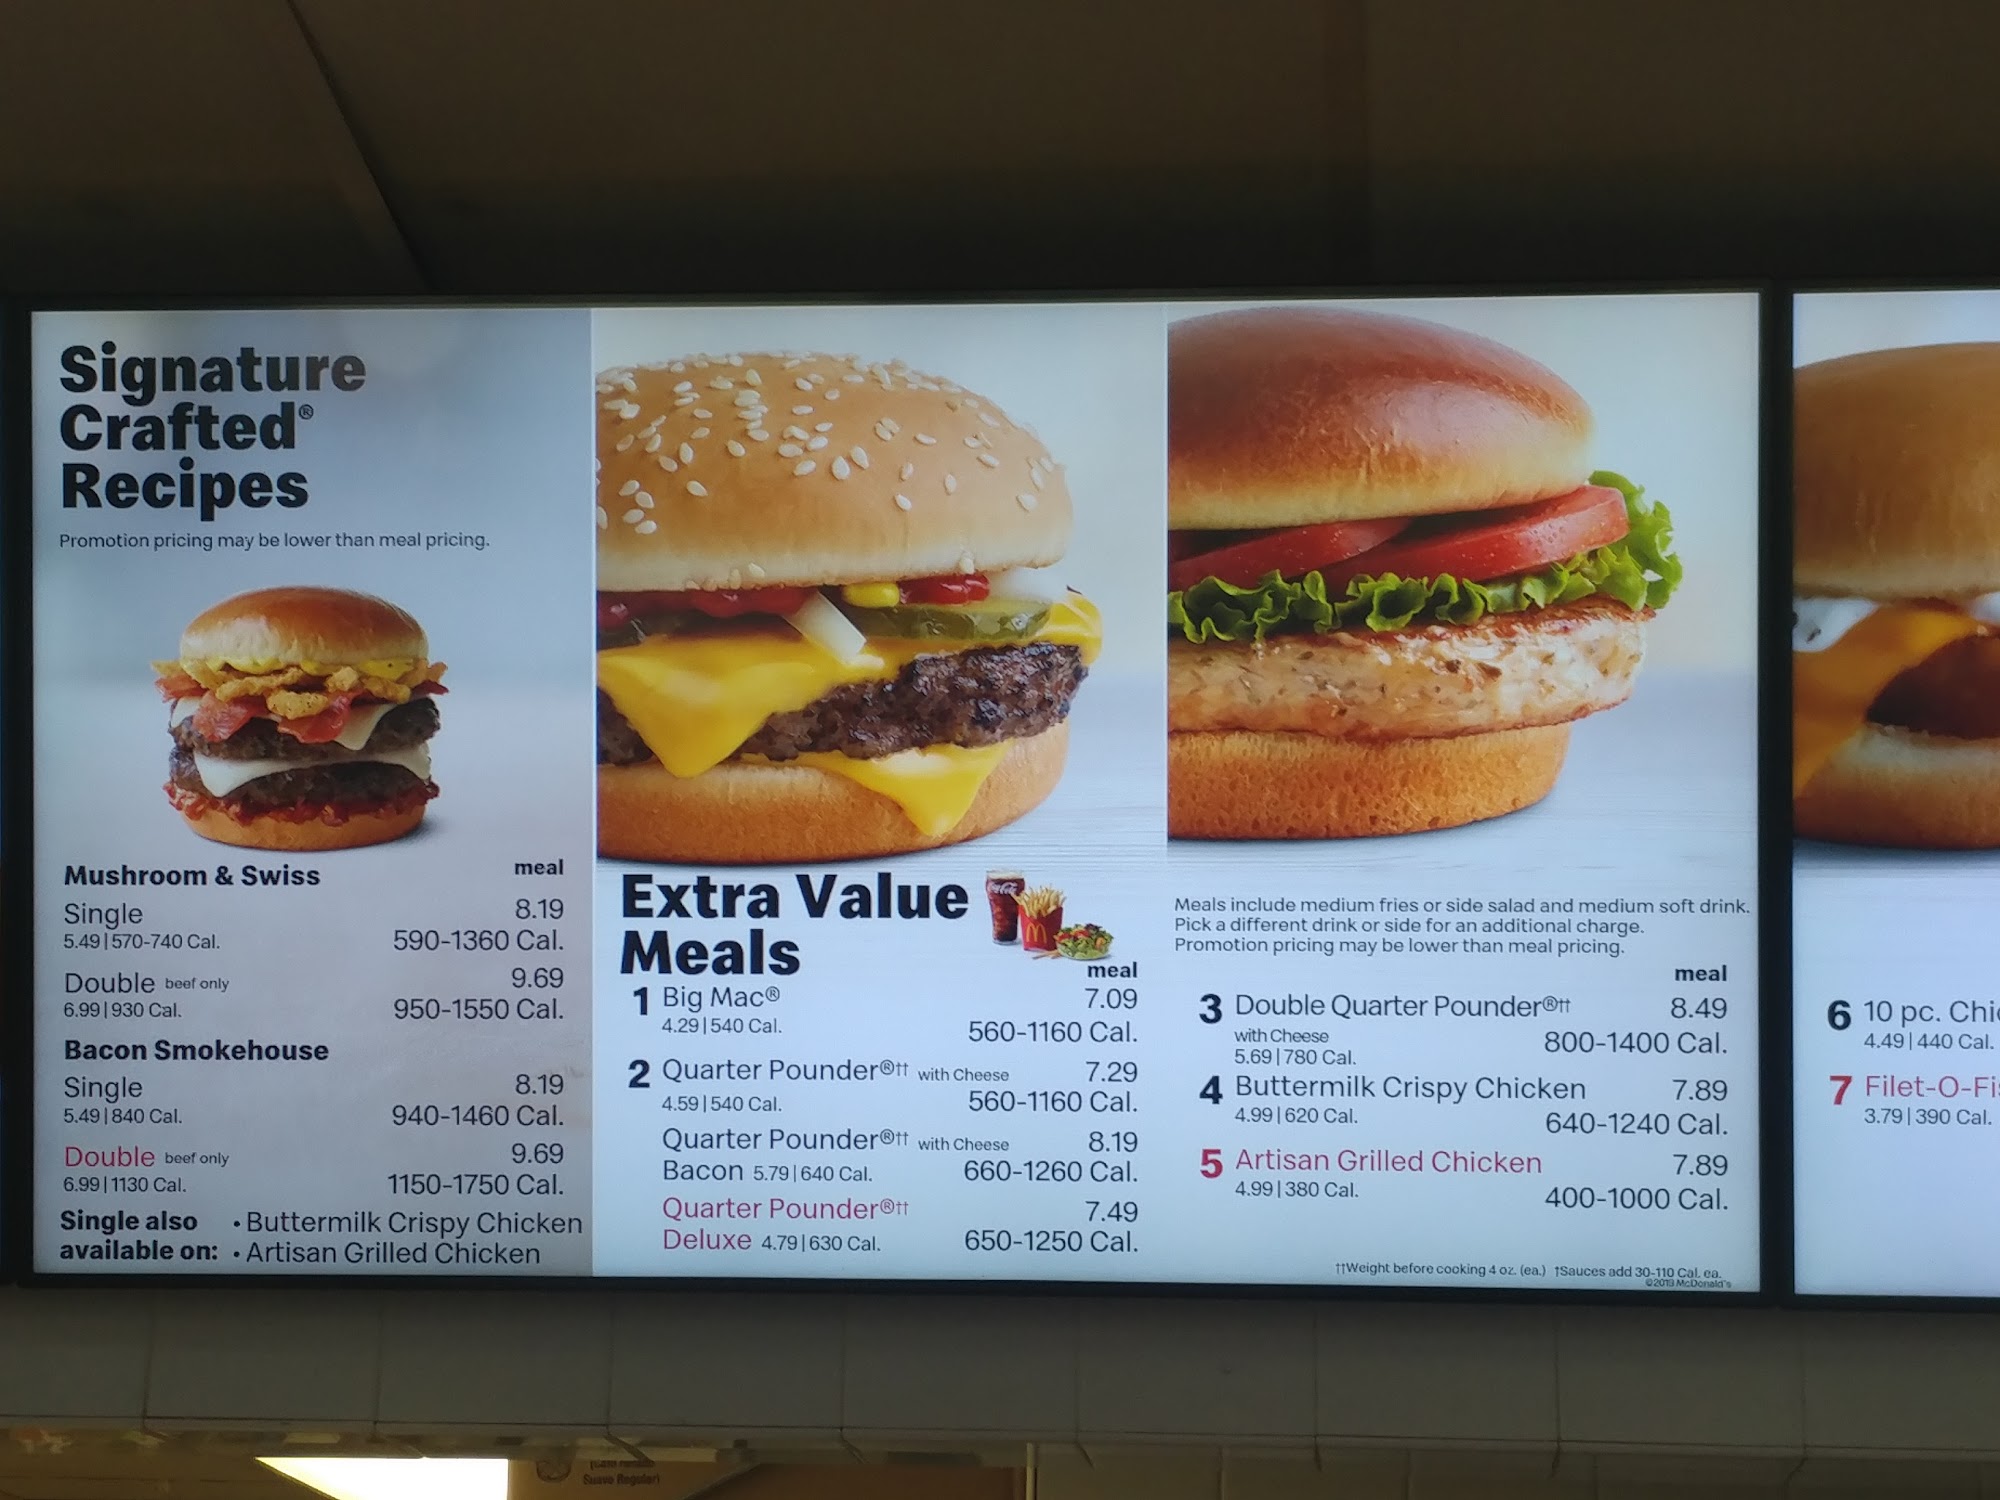 Signature
Crafted®
Recipes
Promotion pricing may be lower than meal pricing.
Mushroom & Swiss meal
Single 8.19
5.49|570-740 Cal. 590-1360 Cal.
Double beef only 9.69
6.99|930 Cal. 950-1550 Cal.
Bacon Smokehouse
Single 8.19
5.49|840 Cal. 940-1460 Cal.
Double beef only 9.69
6.99|1130 Cal. 1150-1750 Cal.
Single also • Buttermilk Crispy Chicken
available on: • Artisan Grilled Chicken
Extra Value
Meals
Coca-Cola
meal
1 Big Mac® 7.09
4.29|540 Cal. 560-1160 Cal.
2 Quarter Pounder®†† with Cheese 7.29
4.59|540 Cal. 560-1160 Cal.
Quarter Pounder®†† with Cheese 8.19
Bacon 5.79|640 Cal. 660-1260 Cal.
Quarter Pounder®†† 7.49
Deluxe 4.79|630 Cal. 650-1250 Cal.
Meals include medium fries or side salad and medium soft drink.
Pick a different drink or side for an additional charge.
Promotion pricing may be lower than meal pricing.
meal
3 Double Quarter Pounder®†† 8.49
with Cheese 800-1400 Cal.
5.69|780 Cal.
4 Buttermilk Crispy Chicken 7.89
4.99|620 Cal. 640-1240 Cal.
5 Artisan Grilled Chicken 7.89
4.99|380 Cal. 400-1000 Cal.
††Weight before cooking 4 oz. (ea.) †Sauces add 30-110 Cal. ea.
©2019 McDonald's
6 10 pc. Chic
4.49|440 Cal.
7 Filet-O-Fis
3.79|390 Cal.
Suave Regular)